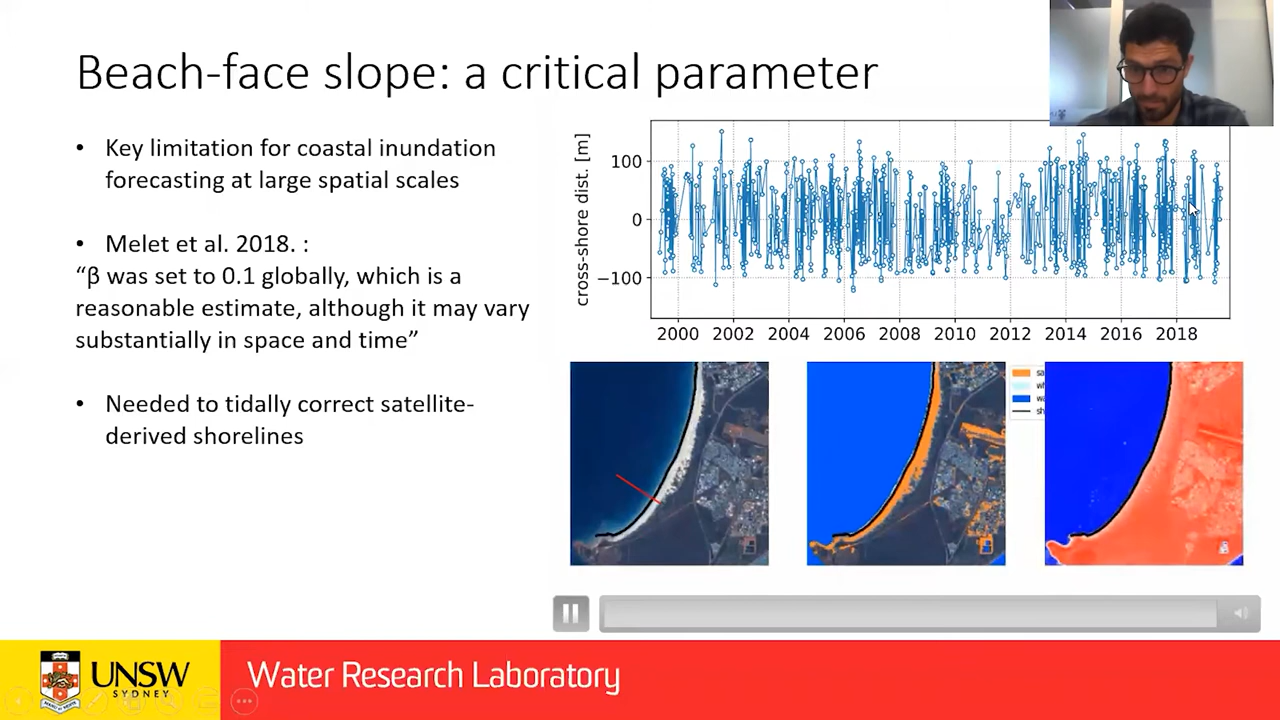 Beach-face slope: a critical parameter
• Key limitation for coastal inundation
forecasting at large spatial scales
• Melet et al. 2018. :
“β was set to 0.1 globally, which is a
reasonable estimate, although it may vary
substantially in space and time”
• Needed to tidally correct satellite-
derived shorelines
cross-shore dist. [m]
100
0
−100
2000 2002 2004 2006 2008 2010 2012 2014 2016 2018
UNSW
SYDNEY
Water Research Laboratory